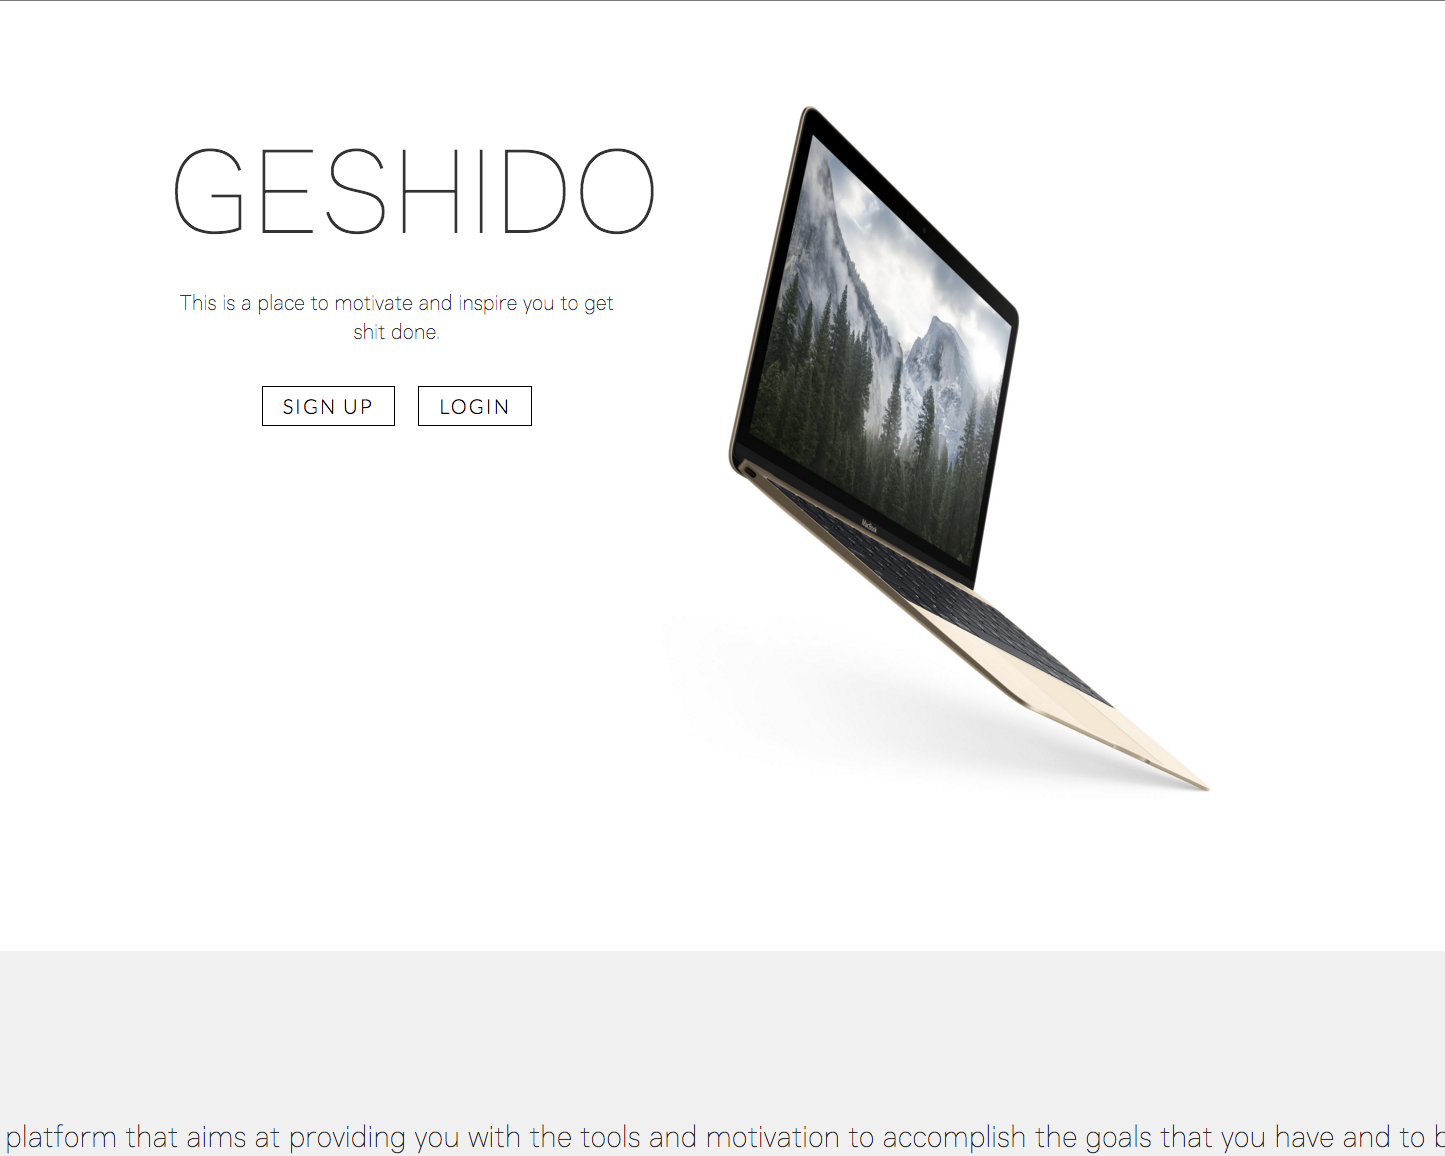 GESHIDO
This is a place to motivate and inspire you to get
shit done.
SIGN UP
LOGIN
MacBook
platform that aims at providing you with the tools and motivation to accomplish the goals that you have and to